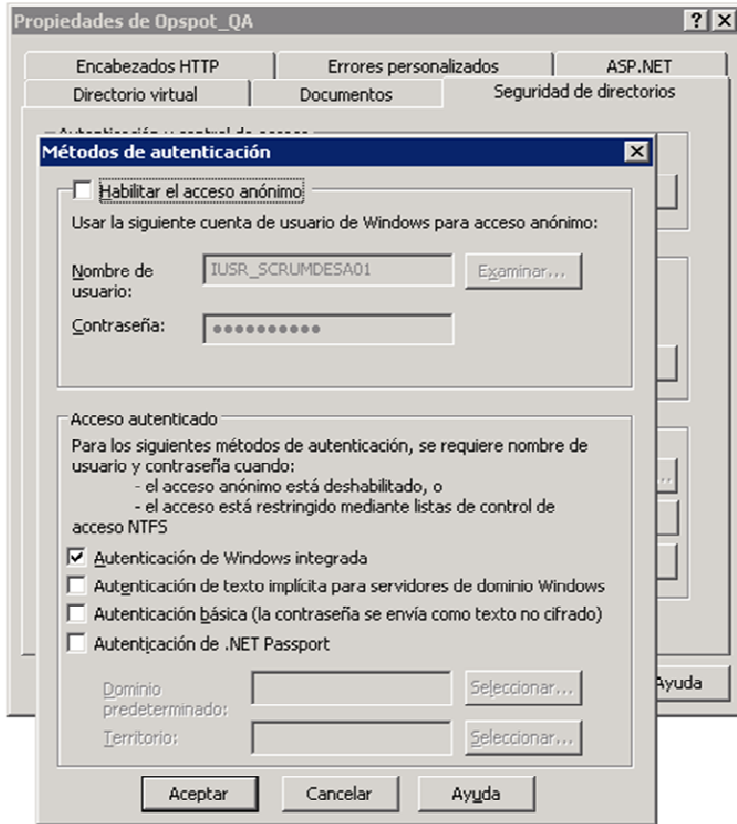 Propiedades de Opspot_QA
Encabezados HTTP
Errores personalizados
ASP.NET
Directorio virtual
Documentos
Seguridad de directorios
Métodos de autenticación
Habilitar el acceso anónimo
Usar la siguiente cuenta de usuario de Windows para acceso anónimo:
Nombre de
usuario:
IUSR_SCRUMDESA01
Examinar...
Contraseña:
Acceso autenticado
Para los siguientes métodos de autenticación, se requiere nombre de
usuario y contraseña cuando:
- el acceso anónimo está deshabilitado, o
- el acceso está restringido mediante listas de control de
acceso NTFS
Autenticación de Windows integrada
Autenticación de texto implícita para servidores de dominio Windows
Autenticación básica (la contraseña se envía como texto no cifrado)
Autenticación de .NET Passport
Dominio
predeterminado:
Seleccionar...
Territorio:
Seleccionar...
Ayuda
Aceptar
Cancelar
Ayuda